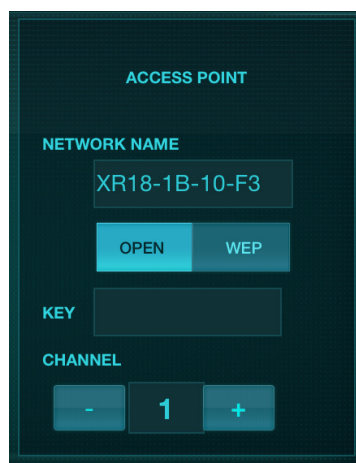 ACCESS POINT
NETWORK NAME
XR18-1B-10-F3
OPEN WEP
KEY
CHANNEL
- 1 +